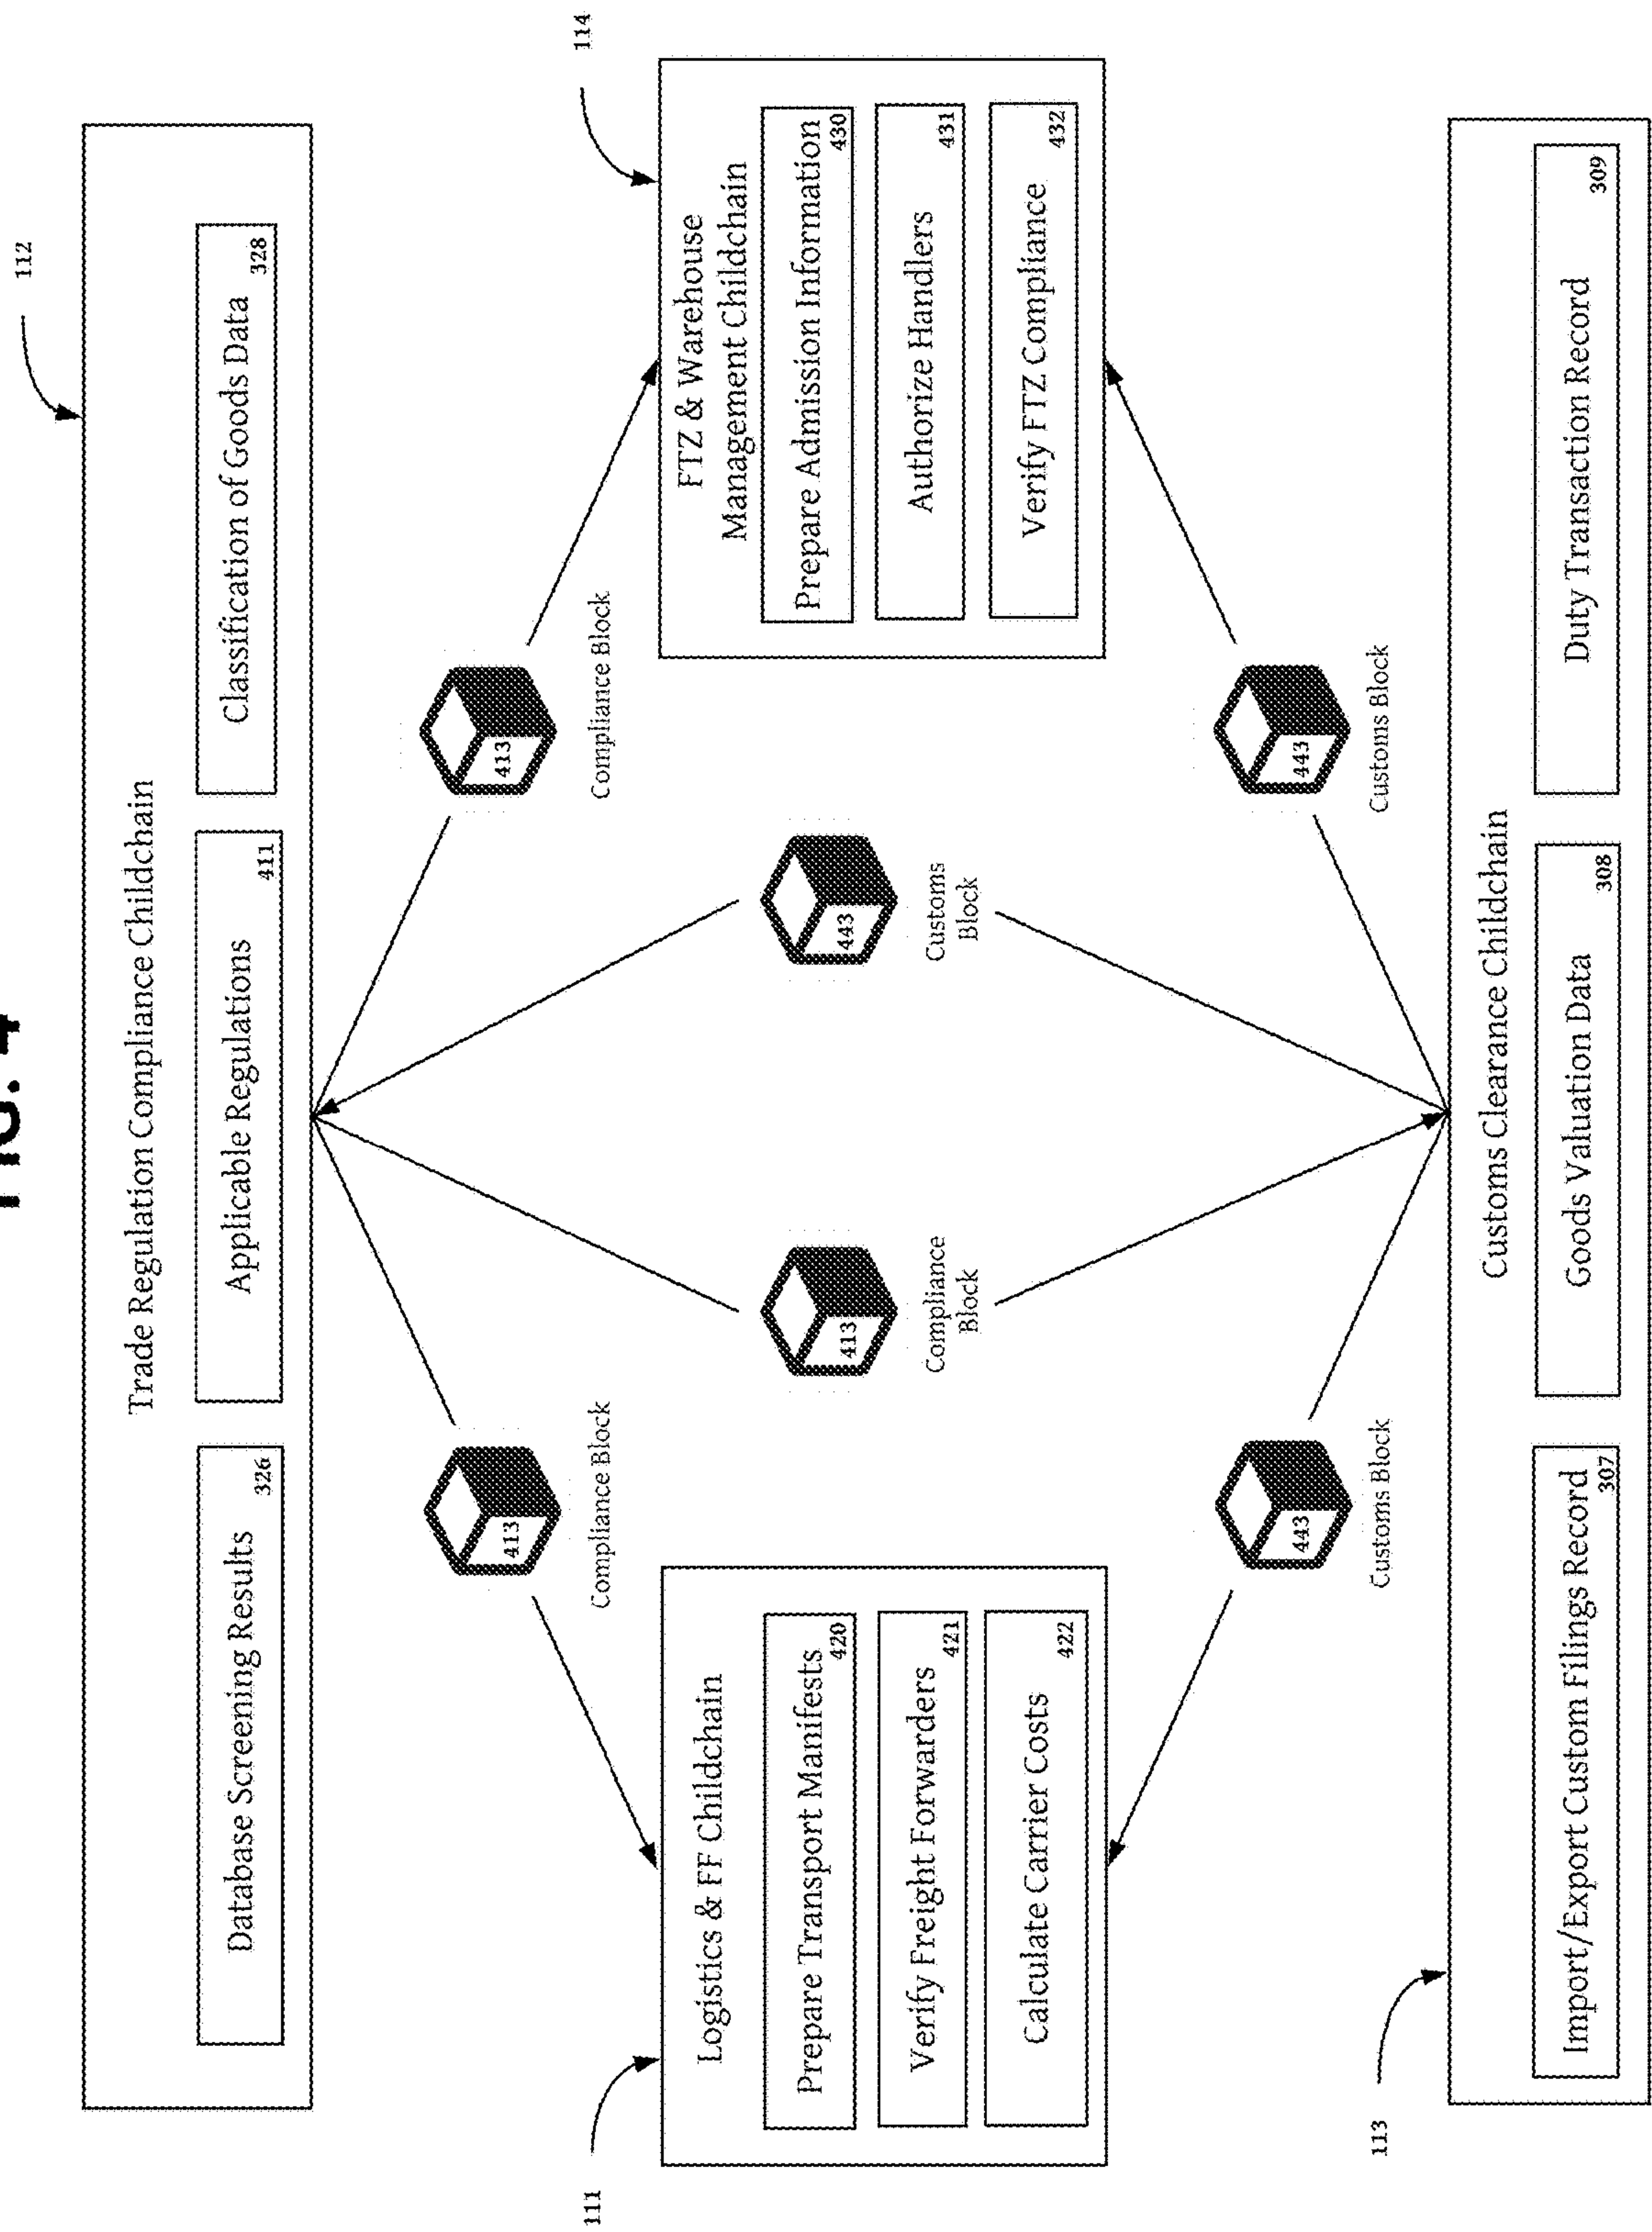 FIG. 4
112
Trade Regulation Compliance Childchain
Database Screening Results
326
Applicable Regulations
411
Classification of Goods Data
328
413
Compliance Block
413
Compliance Block
111
Logistics & FF Childchain
Prepare Transport Manifests
420
Verify Freight Forwarders
421
Calculate Carrier Costs
422
413
Compliance
Block
443
Customs
Block
114
FTZ & Warehouse
Management Childchain
Prepare Admission Information
430
Authorize Handlers
431
Verify FTZ Compliance
432
443
Customs Block
443
Customs Block
113
Customs Clearance Childchain
Import/Export Custom Filings Record
307
Goods Valuation Data
308
Duty Transaction Record
309